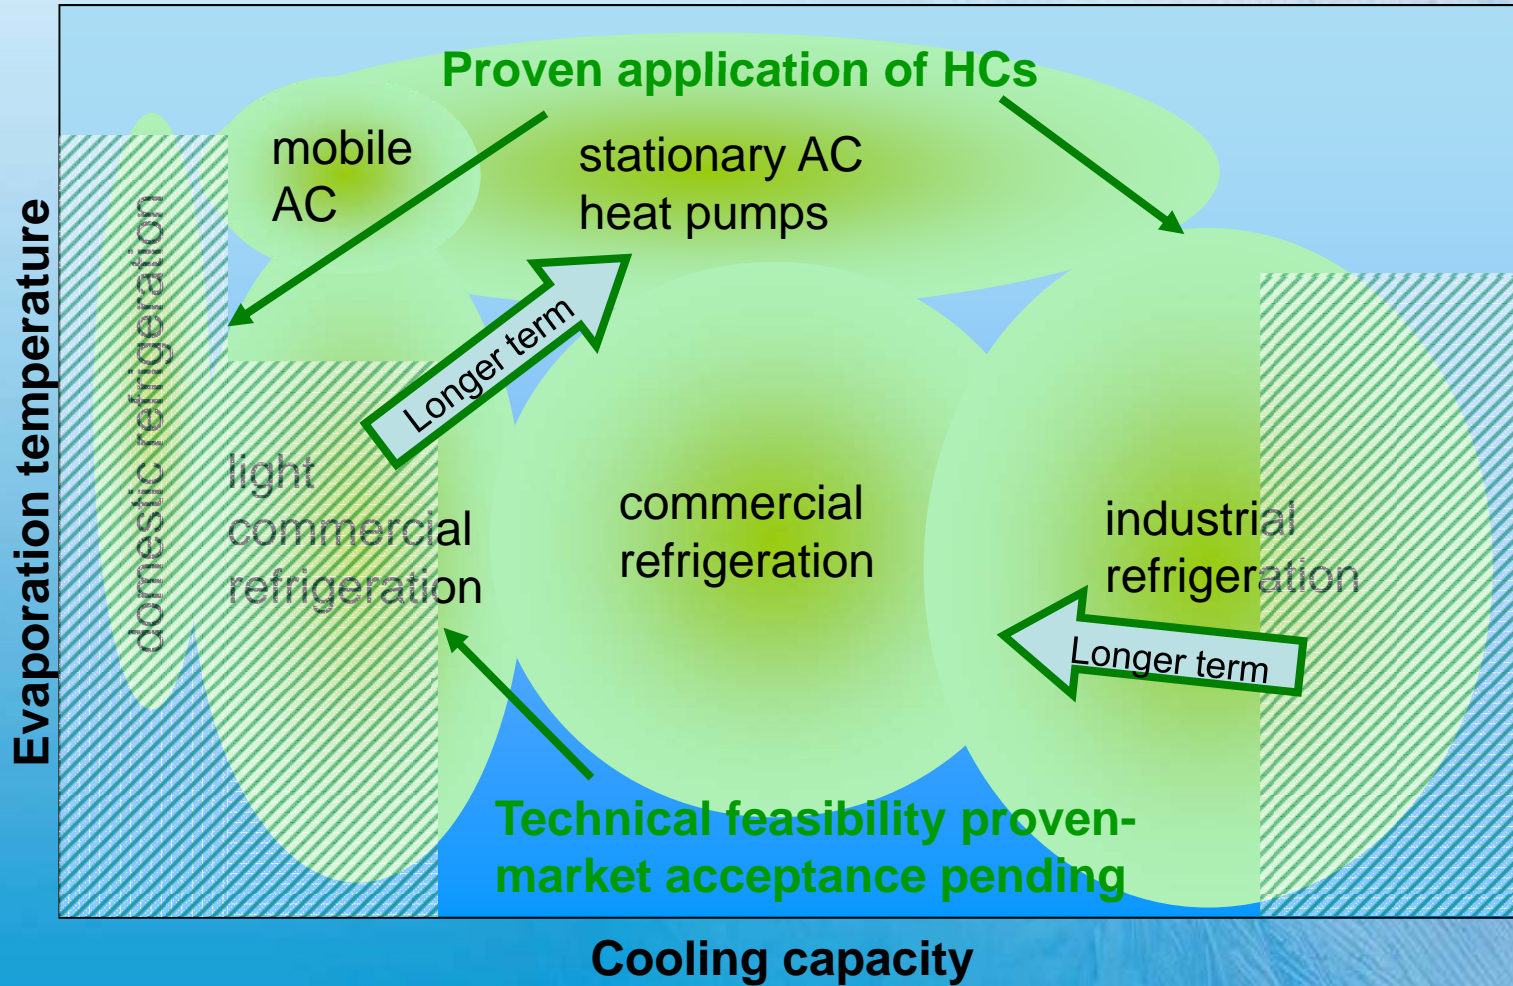 Proven application of HCs
mobile
AC
stationary AC
heat pumps
Evaporation temperature
domestic refrigeration
Longer term
light
commercial
refrigeration
commercial
refrigeration
industrial
refrigeration
Longer term
Technical feasibility proven-
market acceptance pending
Cooling capacity